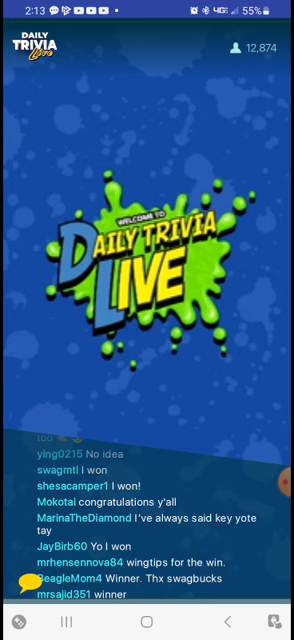 2:13
4GE
55%
DAILY
TRIVIA
Live
12,874
WELCOME TO
DAILY TRIVIA
LIVE
too
ying0215 No idea
swagmtl I won
shesacamper1 I won!
Mokotai congratulations y'all
MarinaTheDiamond I've always said key yote
tay
JayBirb60 Yo I won
mrhensennova84 wingtips for the win.
BeagleMom4 Winner. Thx swagbucks
mrsajid351 winner